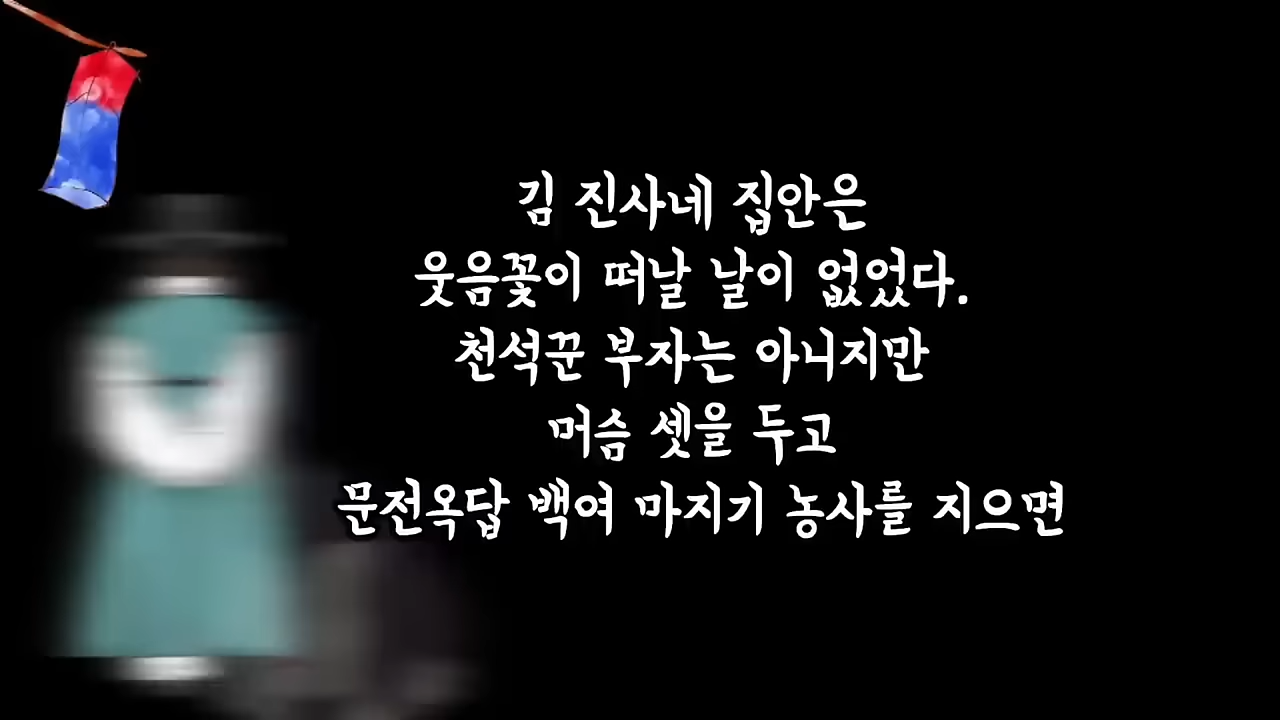 김 진사네 집안은
웃음꽃이 떠날 날이 없었다.
천석꾼 부자는 아니지만
머슴 셋을 두고
문전옥답 백여 마지기 농사를 지으면